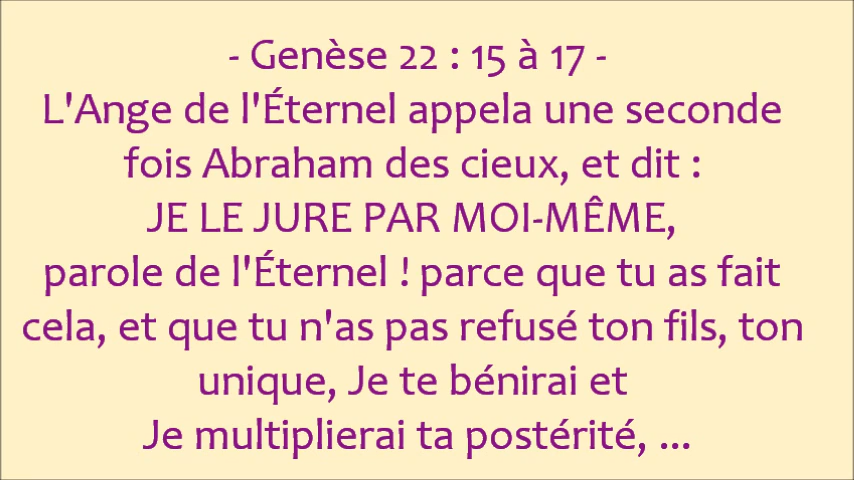 - Genèse 22 : 15 à 17 -
L'Ange de l'Éternel appela une seconde
fois Abraham des cieux, et dit :
JE LE JURE PAR MOI-MÊME,
parole de l'Éternel ! parce que tu as fait
cela, et que tu n'as pas refusé ton fils, ton
unique, Je te bénirai et
Je multiplierai ta postérité, ...